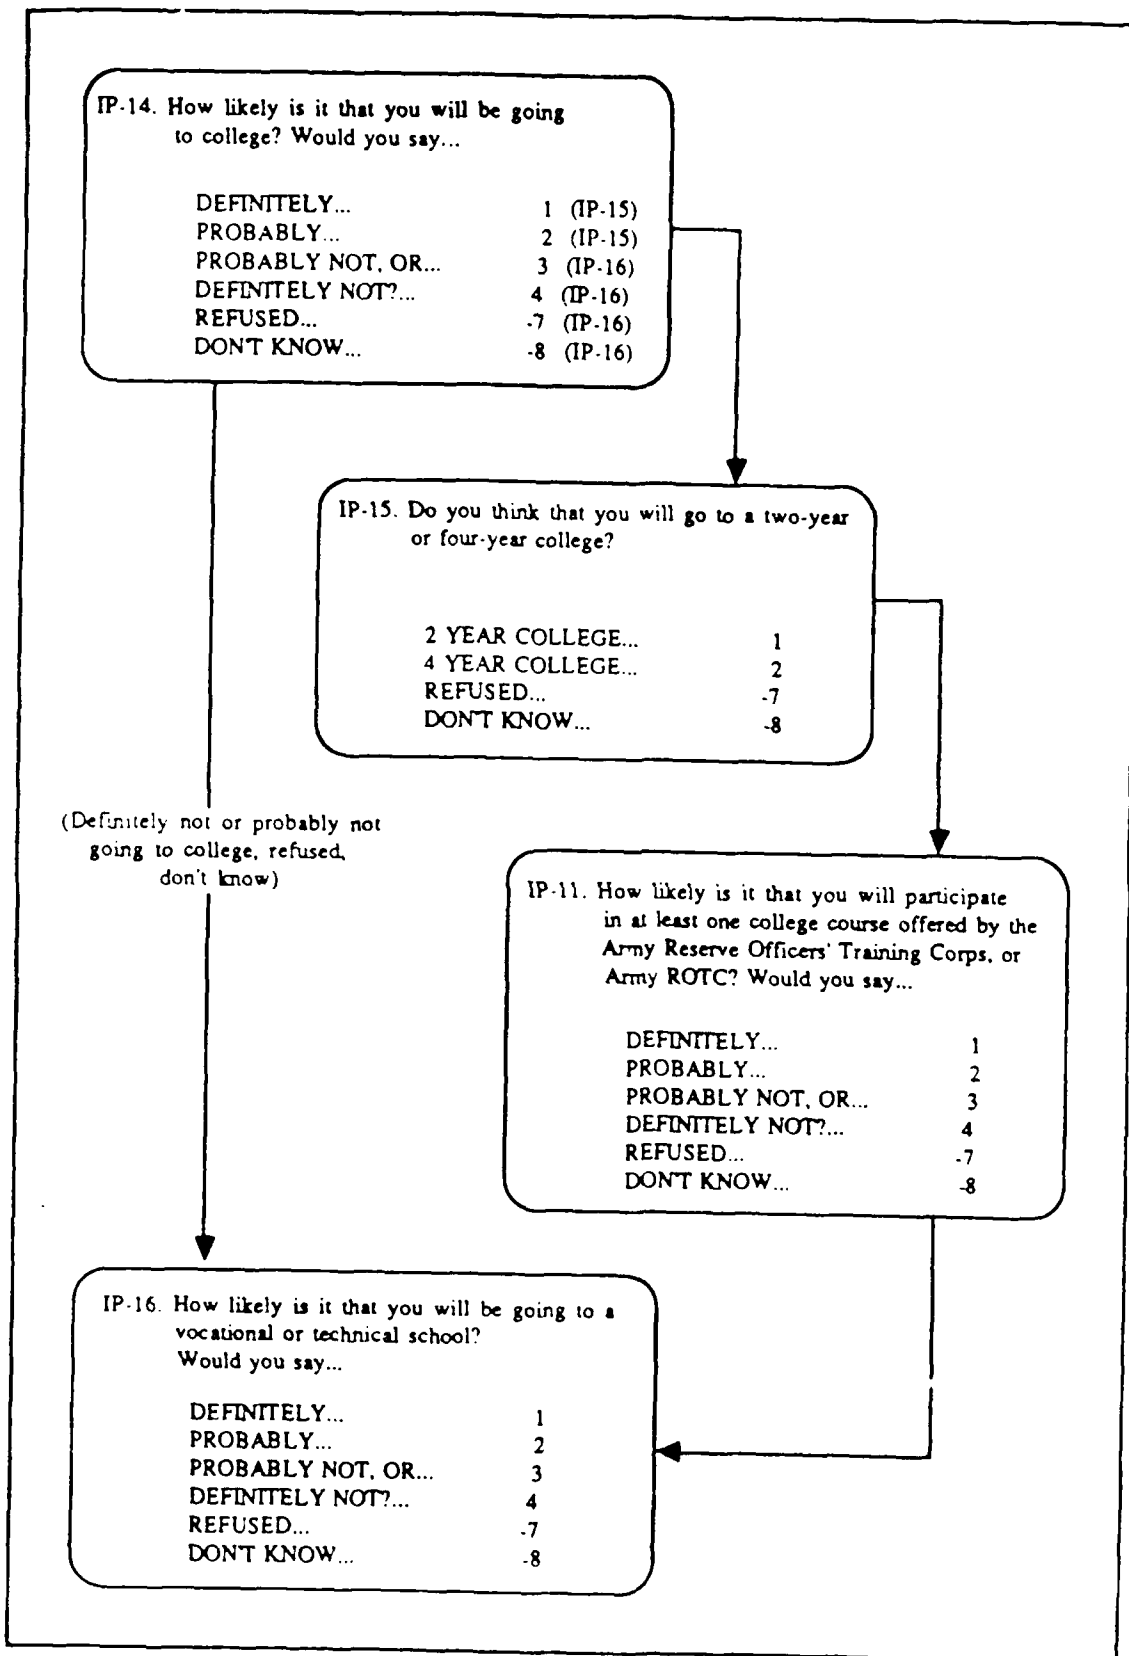 IP-14. How likely is it that you will be going
to college? Would you say...
DEFINITELY... 1 (IP-15)
PROBABLY... 2 (IP-15)
PROBABLY NOT, OR... 3 (IP-16)
DEFINITELY NOT?... 4 (IP-16)
REFUSED... -7 (IP-16)
DON'T KNOW... -8 (IP-16)
IP-15. Do you think that you will go to a two-year
or four-year college?
2 YEAR COLLEGE... 1
4 YEAR COLLEGE... 2
REFUSED... -7
DON'T KNOW... -8
(Definitely not or probably not
going to college, refused,
don't know)
IP-11. How likely is it that you will participate
in at least one college course offered by the
Army Reserve Officers' Training Corps, or
Army ROTC? Would you say...
DEFINITELY... 1
PROBABLY... 2
PROBABLY NOT, OR... 3
DEFINITELY NOT?... 4
REFUSED... -7
DON'T KNOW... -8
IP-16. How likely is it that you will be going to a
vocational or technical school?
Would you say...
DEFINITELY... 1
PROBABLY... 2
PROBABLY NOT, OR... 3
DEFINITELY NOT?... 4
REFUSED... -7
DON'T KNOW... -8